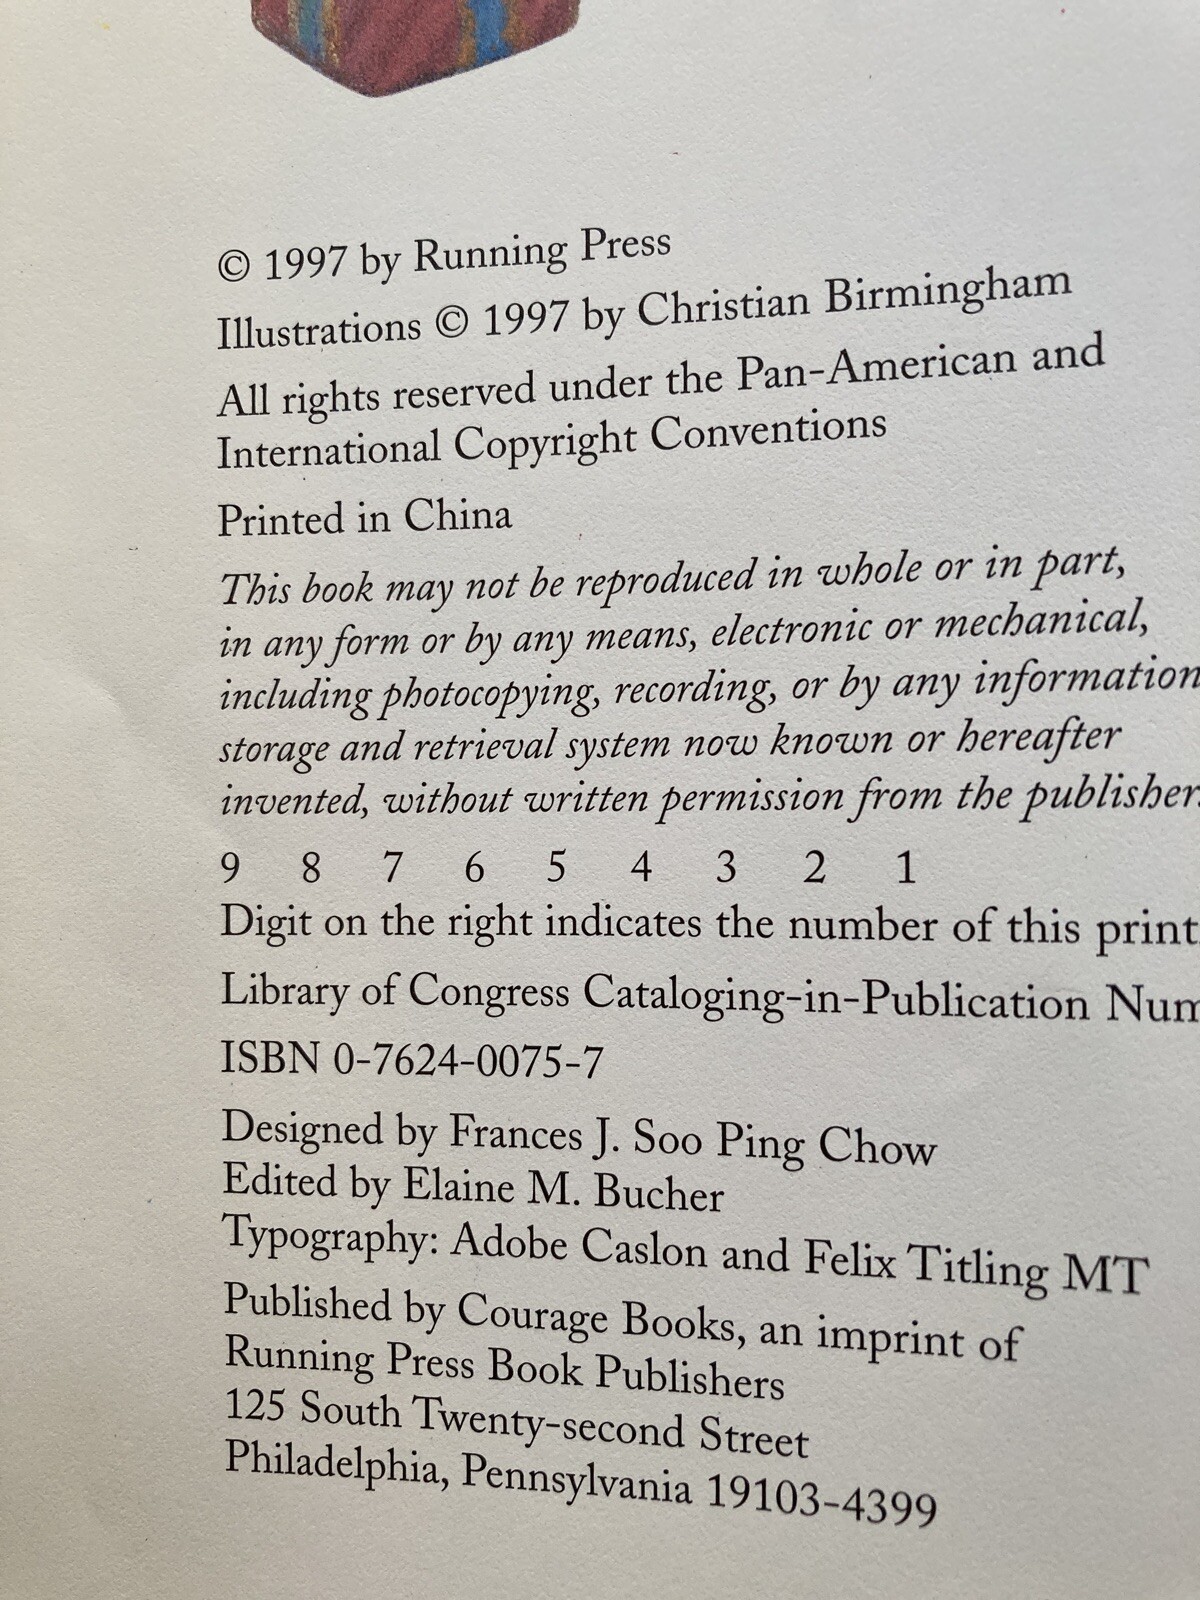 © 1997 by Running Press
Illustrations © 1997 by Christian Birmingham
All rights reserved under the Pan-American and
International Copyright Conventions
Printed in China
This book may not be reproduced in whole or in part,
in any form or by any means, electronic or mechanical,
including photocopying, recording, or by any information
storage and retrieval system now known or hereafter
invented, without written permission from the publisher.
9 8 7 6 5 4 3 2 1
Digit on the right indicates the number of this print
Library of Congress Cataloging-in-Publication Num
ISBN 0-7624-0075-7
Designed by Frances J. Soo Ping Chow
Edited by Elaine M. Bucher
Typography: Adobe Caslon and Felix Titling MT
Published by Courage Books, an imprint of
Running Press Book Publishers
125 South Twenty-second Street
Philadelphia, Pennsylvania 19103-4399